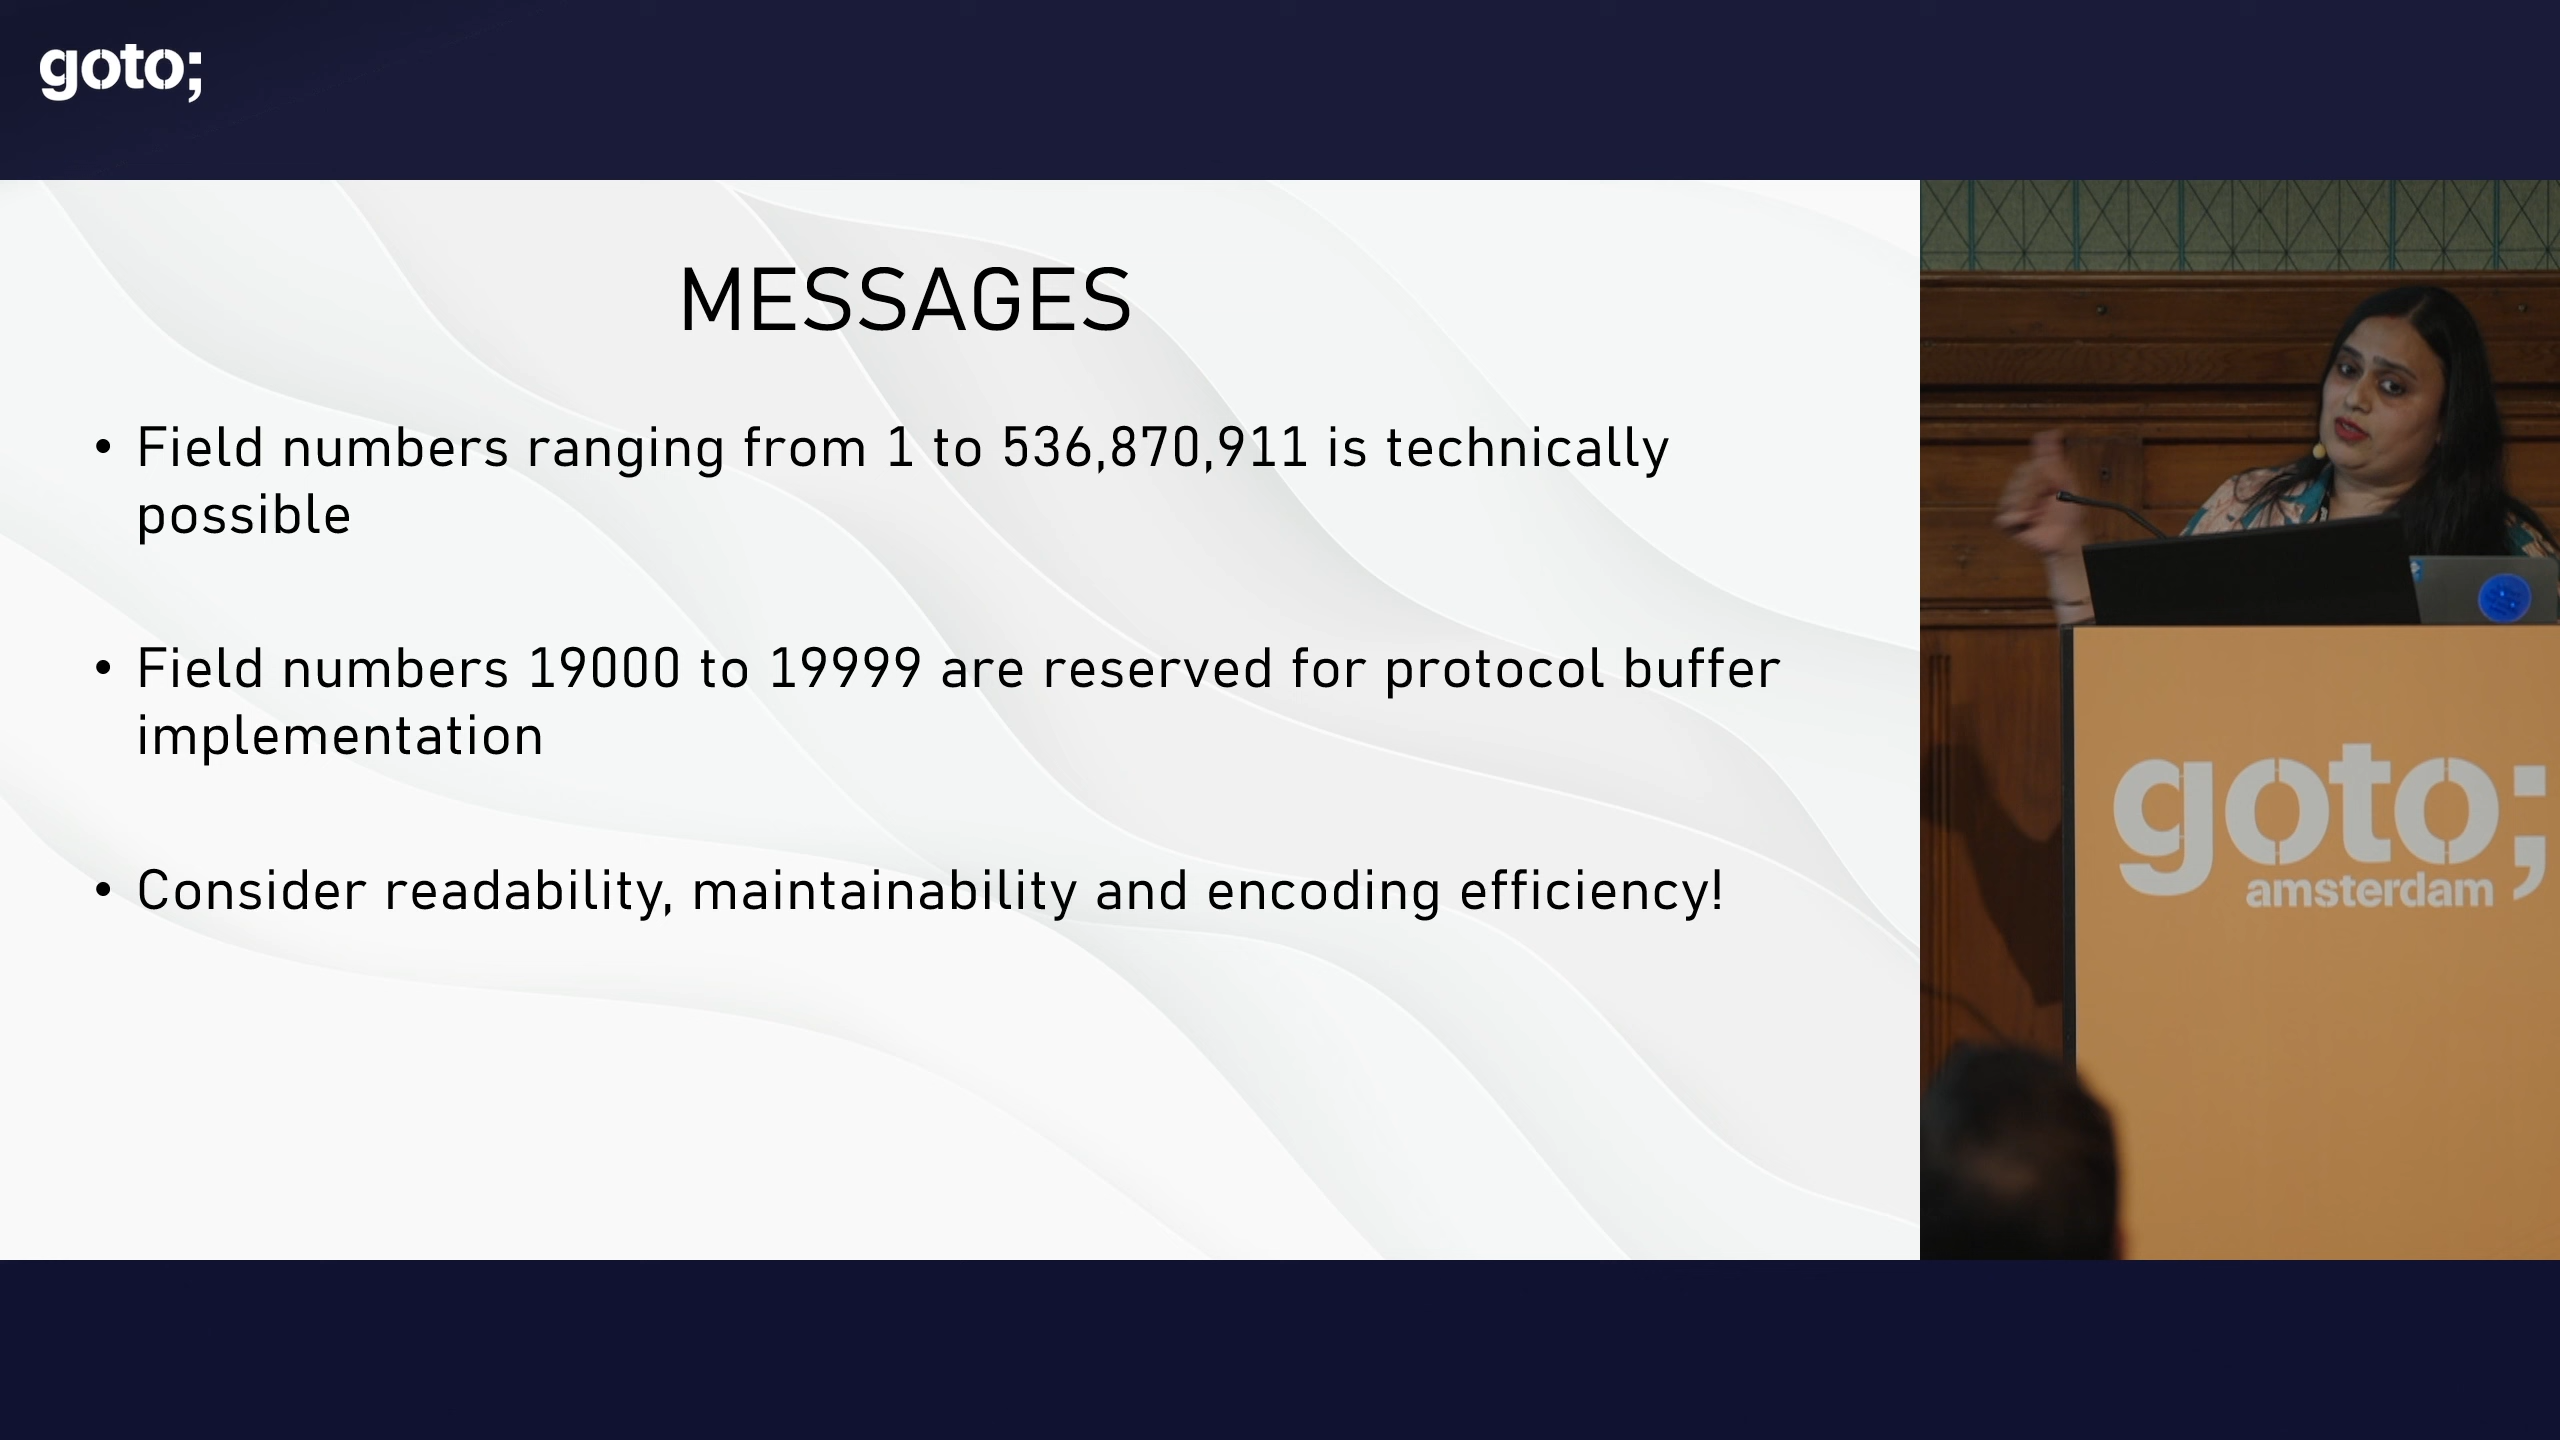 goto;
MESSAGES
• Field numbers ranging from 1 to 536,870,911 is technically
possible
• Field numbers 19000 to 19999 are reserved for protocol buffer
implementation
• Consider readability, maintainability and encoding efficiency!
goto;
amsterdam